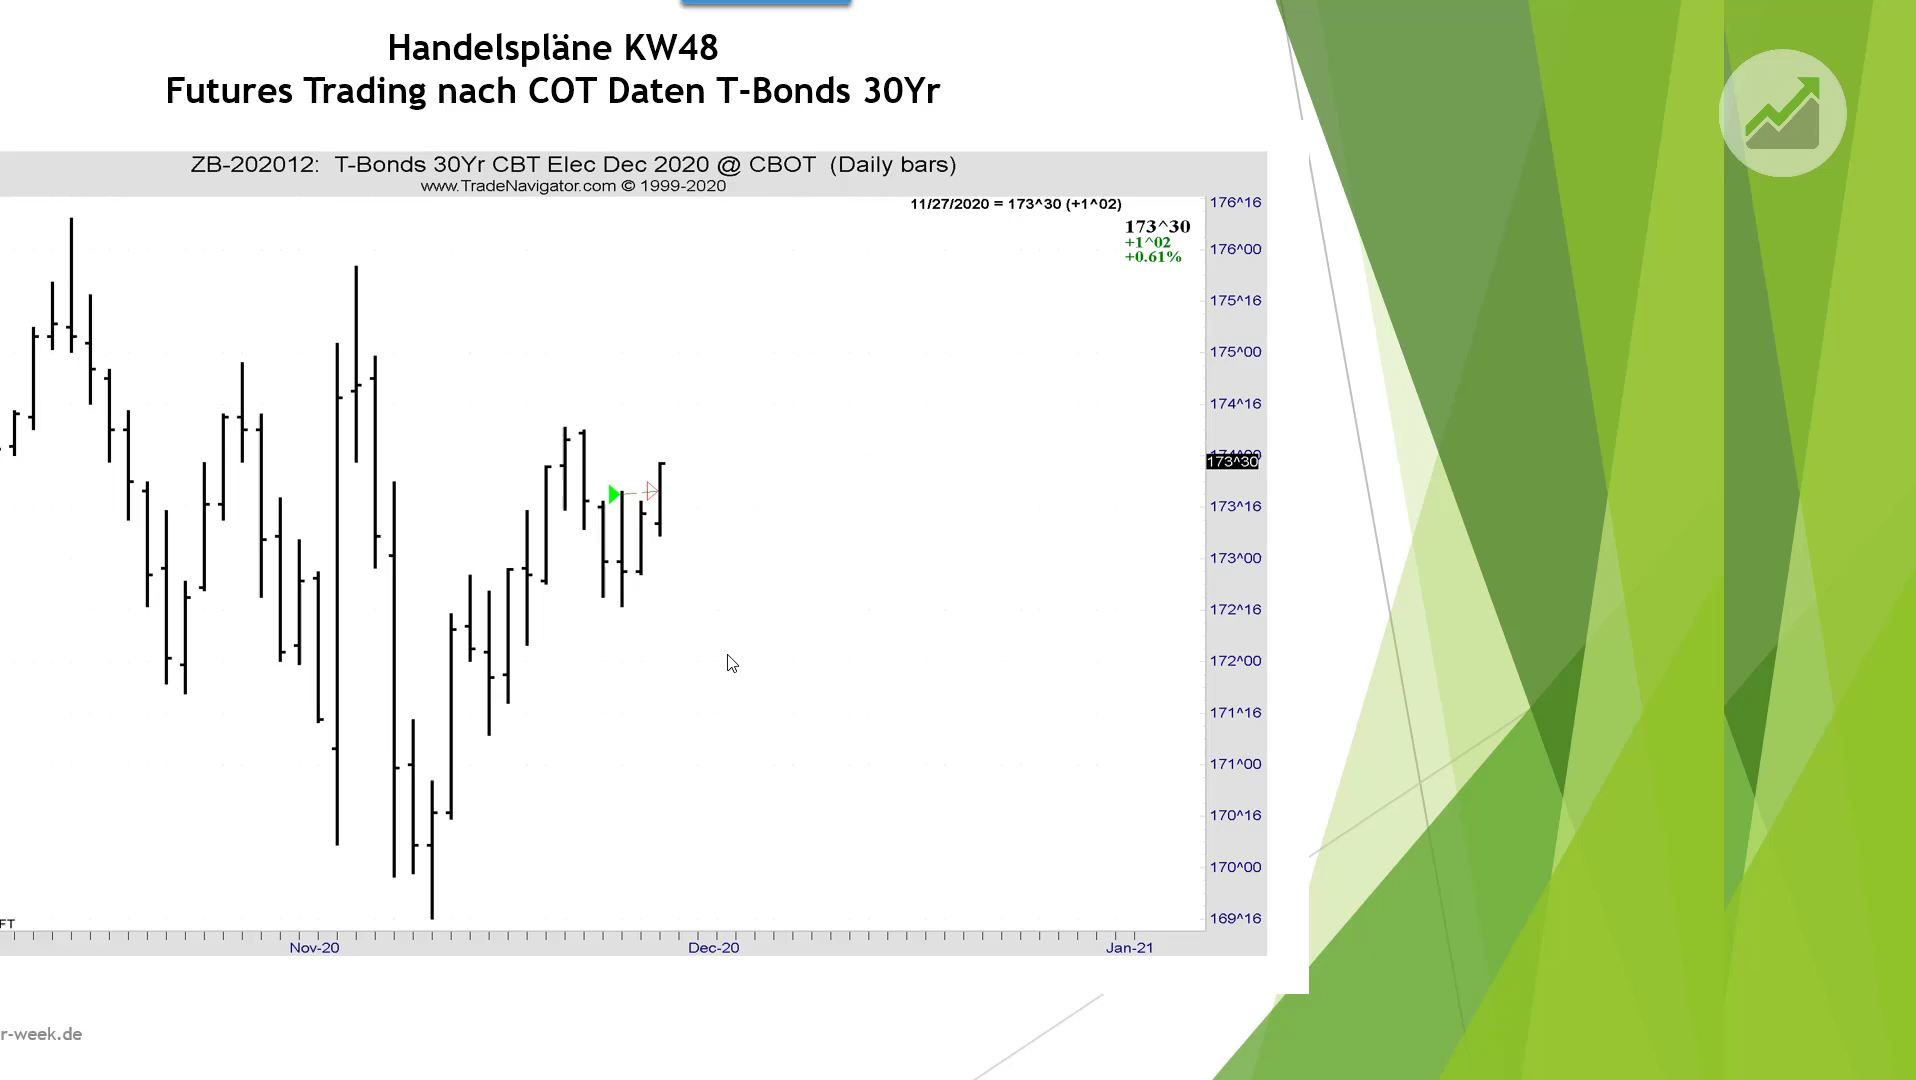 Handelspläne KW48
Futures Trading nach COT Daten T-Bonds 30Yr
ZB-202012: T-Bonds 30Yr CBT Elec Dec 2020 @ CBOT (Daily bars)
www.TradeNavigator.com © 1999-2020
11/27/2020 = 173^30 (+1^02)
173^30
+1^02
+0.61%
176^16
176^00
175^16
175^00
174^16
174^00
173^30
173^16
173^00
172^16
172^00
171^16
171^00
170^16
170^00
169^16
FT
Nov-20
Dec-20
Jan-21
r-week.de